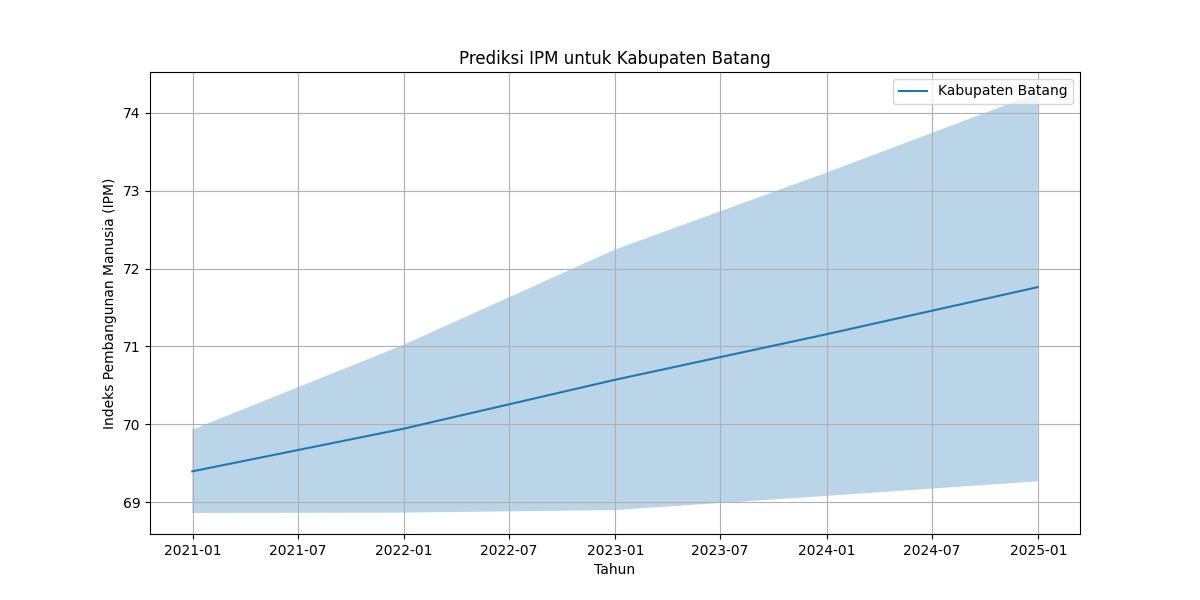 Prediksi IPM untuk Kabupaten Batang
Kabupaten Batang
74
73
72
71
70
69
Indeks Pembangunan Manusia (IPM)
2021-01 2021-07 2022-01 2022-07 2023-01 2023-07 2024-01 2024-07 2025-01
Tahun